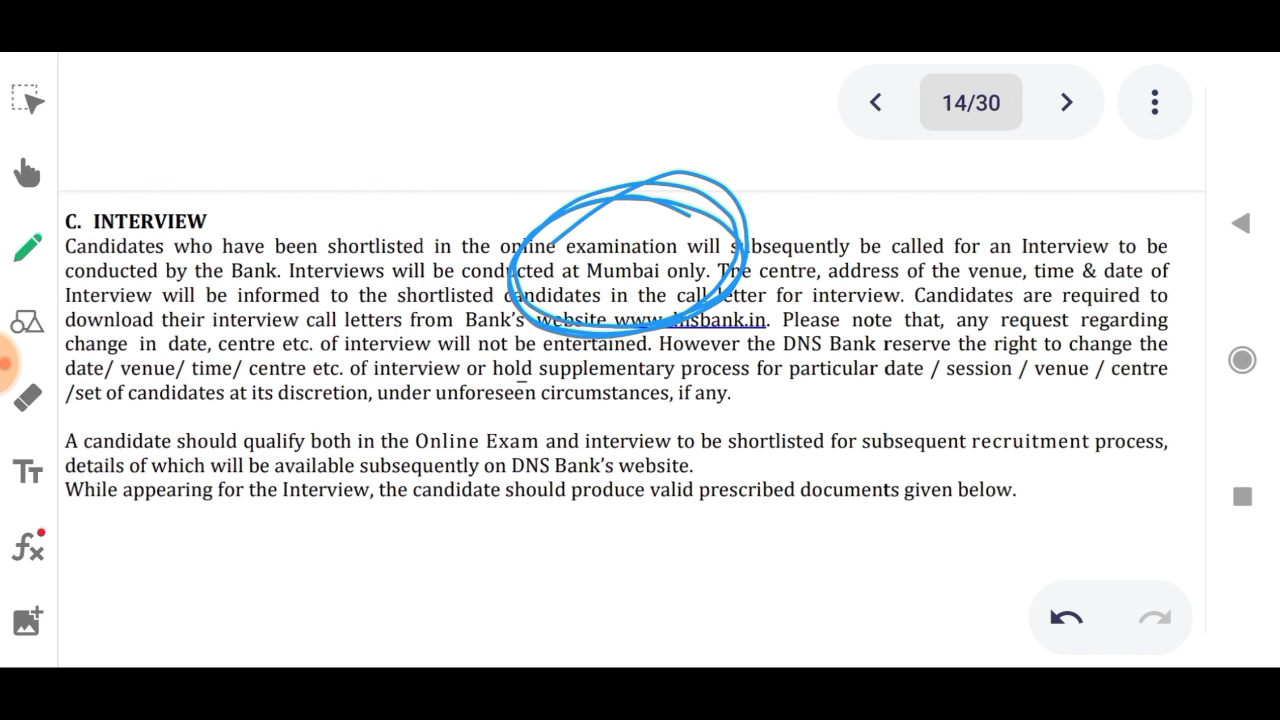 14/30
C. INTERVIEW
Candidates who have been shortlisted in the online examination will subsequently be called for an Interview to be
conducted by the Bank. Interviews will be conducted at Mumbai only. The centre, address of the venue, time & date of
Interview will be informed to the shortlisted candidates in the call letter for interview. Candidates are required to
download their interview call letters from Bank's website www.dnsbank.in. Please note that, any request regarding
change in date, centre etc. of interview will not be entertained. However the DNS Bank reserve the right to change the
date/ venue/ time/ centre etc. of interview or hold supplementary process for particular date / session / venue / centre
/set of candidates at its discretion, under unforeseen circumstances, if any.
A candidate should qualify both in the Online Exam and interview to be shortlisted for subsequent recruitment process,
details of which will be available subsequently on DNS Bank's website.
While appearing for the Interview, the candidate should produce valid prescribed documents given below.
TT
fx